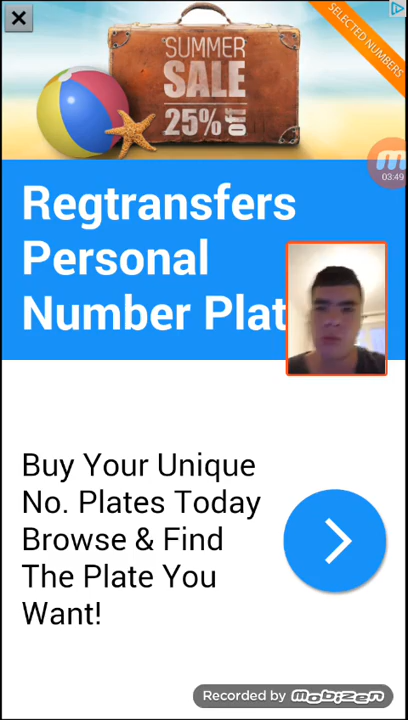 SELECTED NUMBERS
SUMMER
SALE
25% off
03:49
Regtransfers
Personal
Number Plat
Buy Your Unique
No. Plates Today
Browse & Find
The Plate You
Want!
Recorded by mobizen